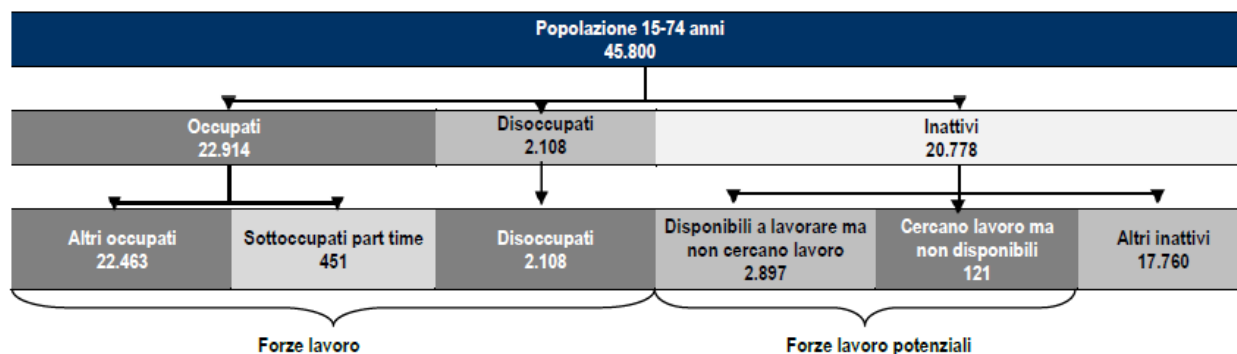 Popolazione 15-74 anni
45.800
Occupati
22.914
Disoccupati
2.108
Inattivi
20.778
Altri occupati
22.463
Sottoccupati part time
451
Disoccupati
2.108
Disponibili a lavorare ma
non cercano lavoro
2.897
Cercano lavoro ma
non disponibili
121
Altri inattivi
17.760
Forze lavoro
Forze lavoro potenziali